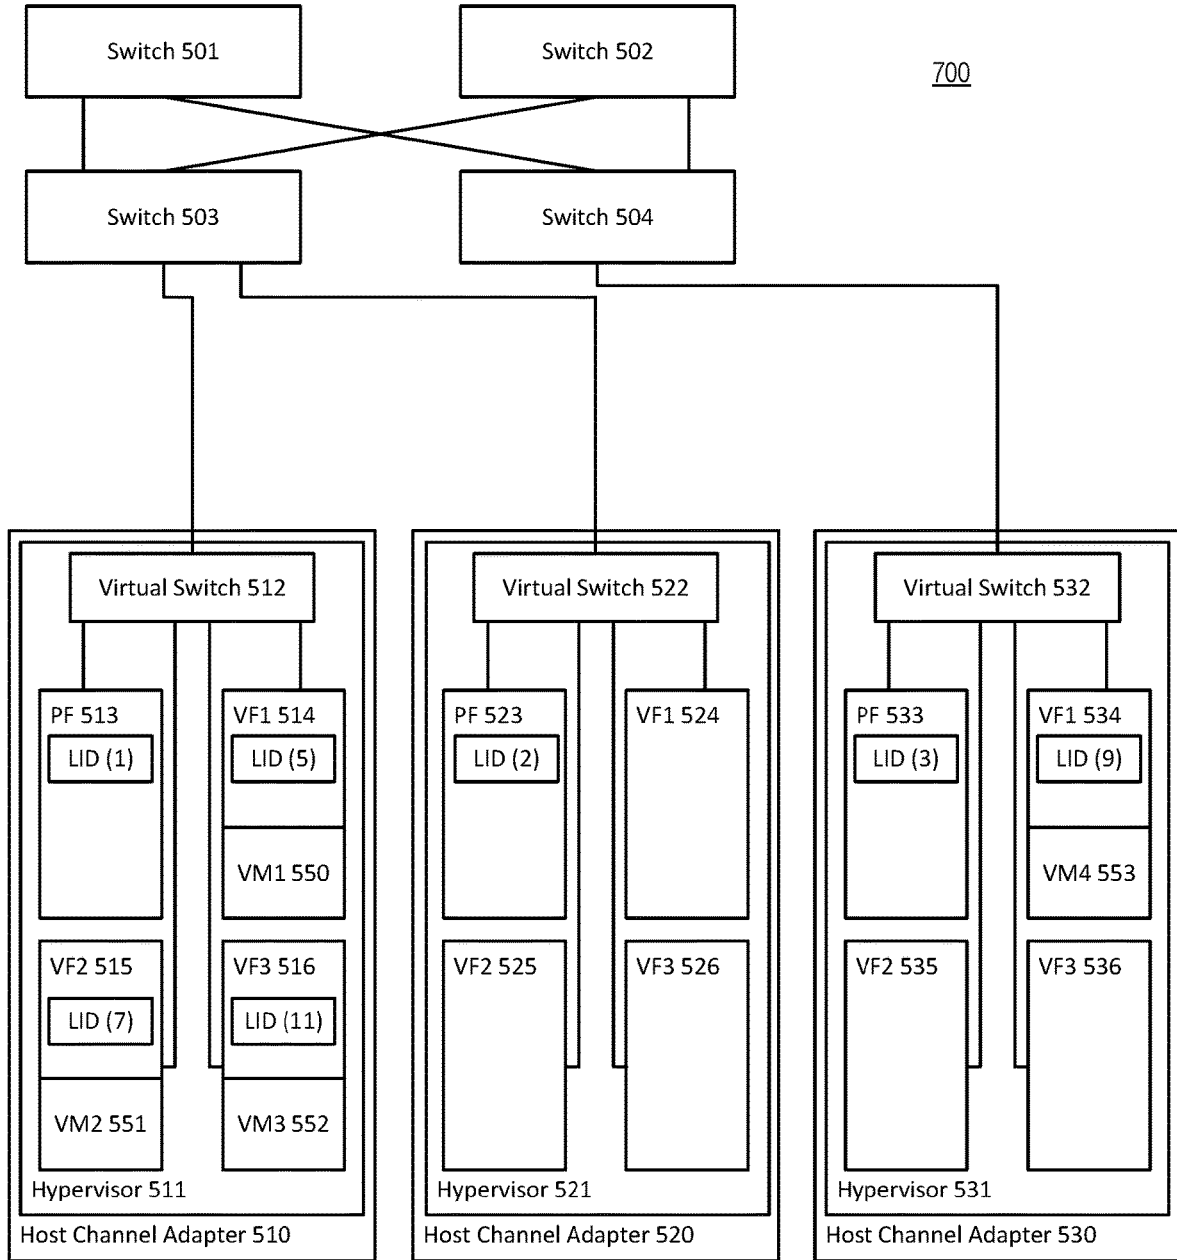 Switch 501
Switch 502
700
Switch 503
Switch 504
Virtual Switch 512
PF 513
LID (1)
VF1 514
LID (5)
VM1 550
VF2 515
LID (7)
VM2 551
VF3 516
LID (11)
VM3 552
Hypervisor 511
Host Channel Adapter 510
Virtual Switch 522
PF 523
LID (2)
VF1 524
VF2 525
VF3 526
Hypervisor 521
Host Channel Adapter 520
Virtual Switch 532
PF 533
LID (3)
VF1 534
LID (9)
VM4 553
VF2 535
VF3 536
Hypervisor 531
Host Channel Adapter 530